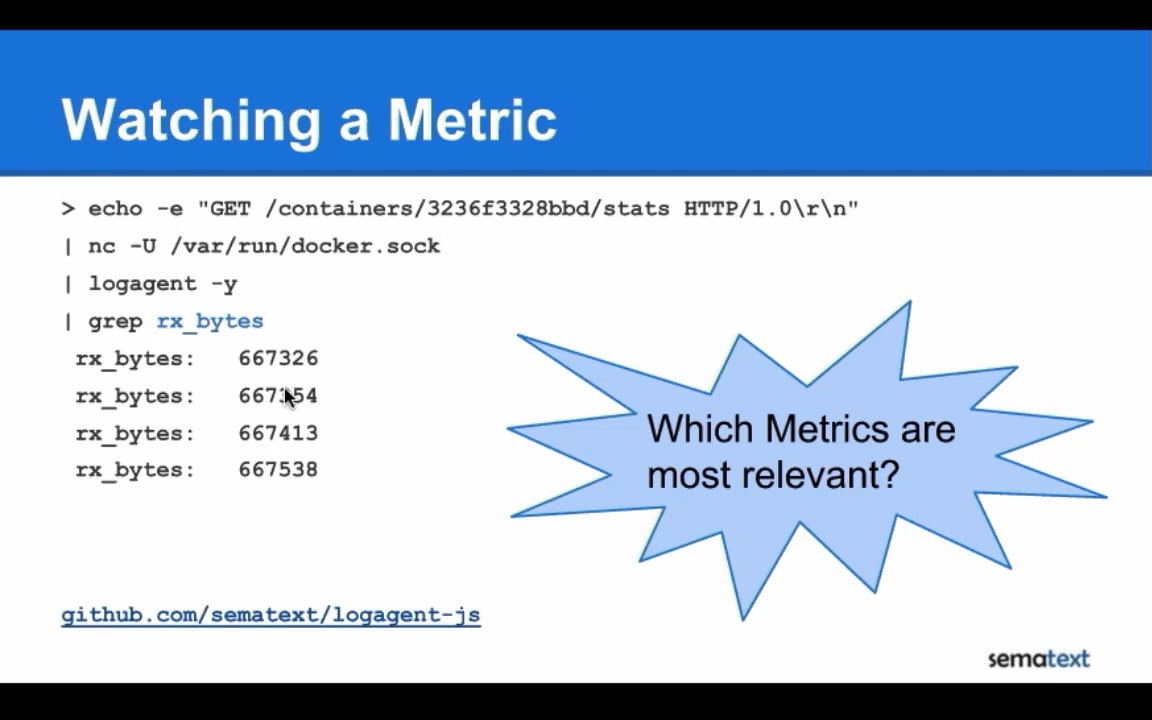 Watching a Metric
> echo -e "GET /containers/3236f3328bbd/stats HTTP/1.0\r\n"
| nc -U /var/run/docker.sock
| logagent -y
| grep rx_bytes
rx_bytes: 667326
rx_bytes:
rx_bytes: 667413
rx_bytes: 667538
Which Metrics are
most relevant?
github.com/sematext/logagent-js
sematext